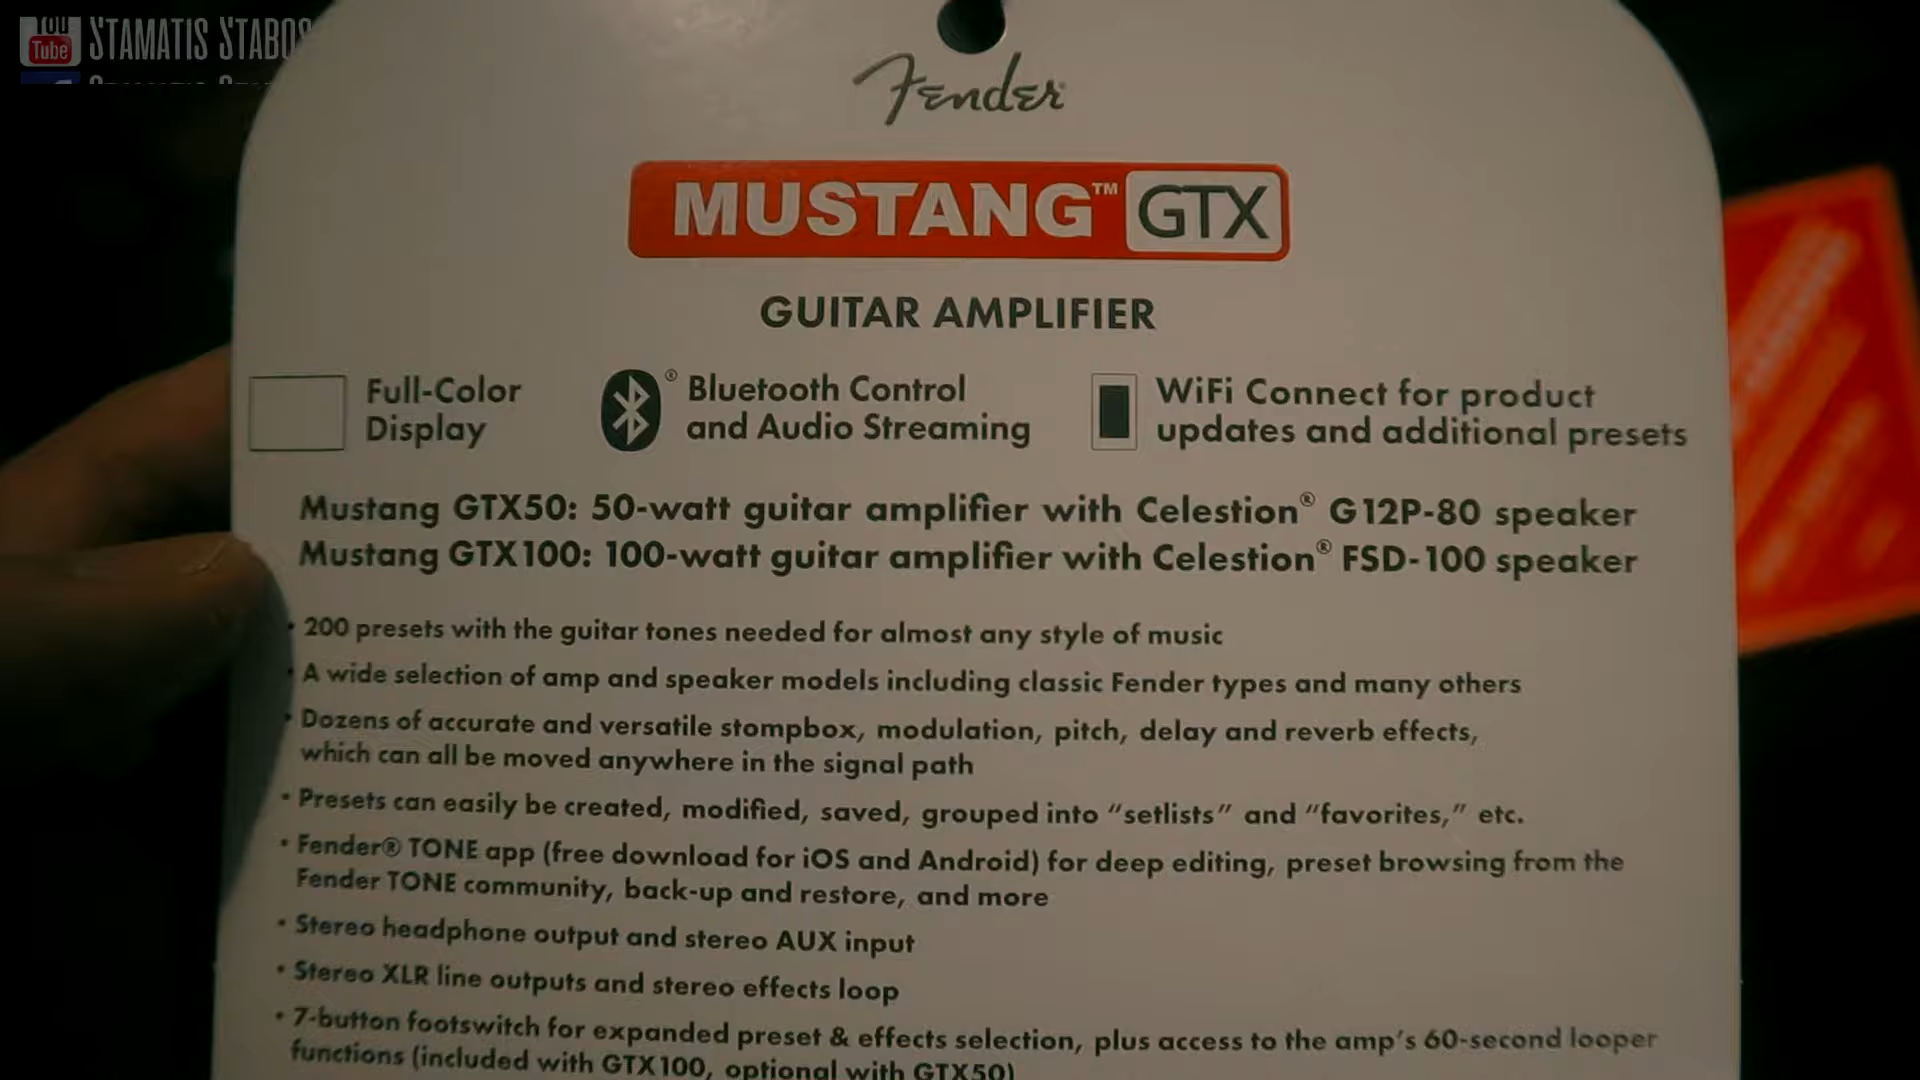 You
Tube STAMATIS STABOS
Fender
MUSTANG™ GTX
GUITAR AMPLIFIER
Full-Color
Display
® Bluetooth Control
and Audio Streaming
WiFi Connect for product
updates and additional presets
Mustang GTX50: 50-watt guitar amplifier with Celestion® G12P-80 speaker
Mustang GTX100: 100-watt guitar amplifier with Celestion® FSD-100 speaker
• 200 presets with the guitar tones needed for almost any style of music
• A wide selection of amp and speaker models including classic Fender types and many others
• Dozens of accurate and versatile stompbox, modulation, pitch, delay and reverb effects,
which can all be moved anywhere in the signal path
• Presets can easily be created, modified, saved, grouped into “setlists” and “favorites,” etc.
• Fender® TONE app (free download for iOS and Android) for deep editing, preset browsing from the
Fender TONE community, back-up and restore, and more
• Stereo headphone output and stereo AUX input
• Stereo XLR line outputs and stereo effects loop
• 7-button footswitch for expanded preset & effects selection, plus access to the amp's 60-second looper
functions (included with GTX100, optional with GTX50)